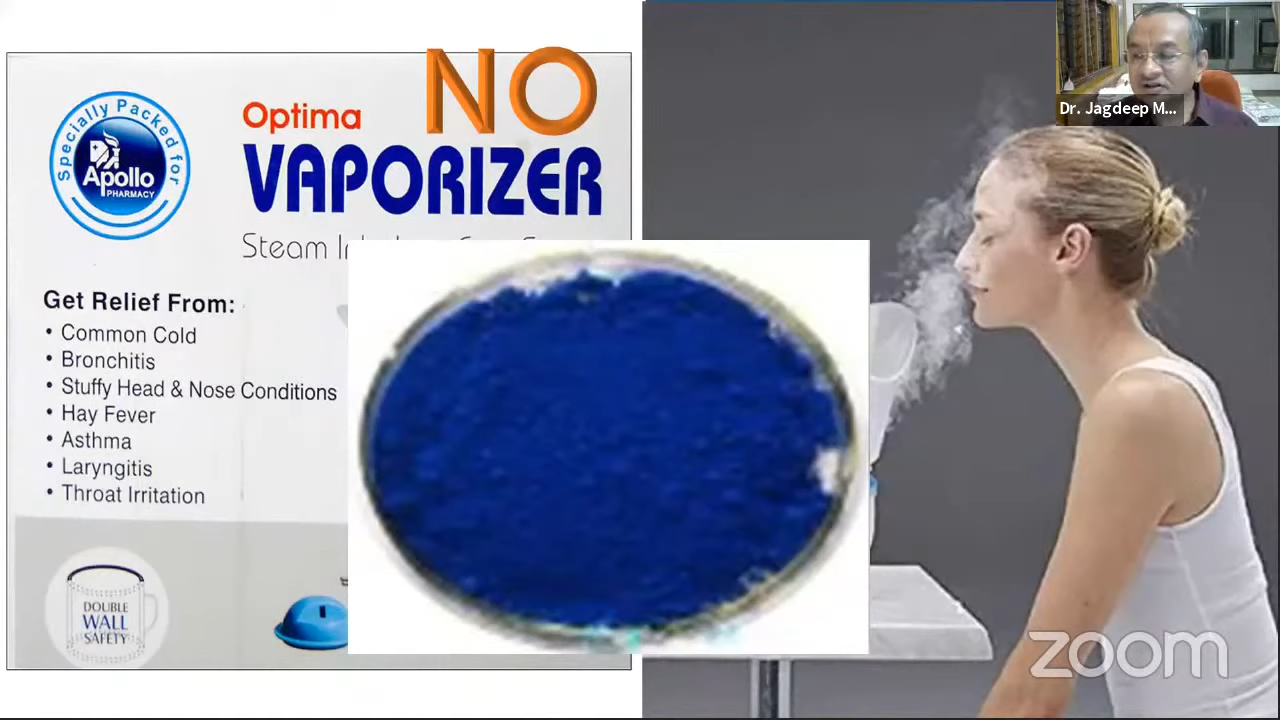 NO
Specially Packed for
Apollo
PHARMACY
Optima
VAPORIZER
Steam
Get Relief From:
• Common Cold
• Bronchitis
• Stuffy Head & Nose Conditions
• Hay Fever
• Asthma
• Laryngitis
• Throat Irritation
DOUBLE
WALL
SAFETY
Dr. Jagdeep M...
zoom